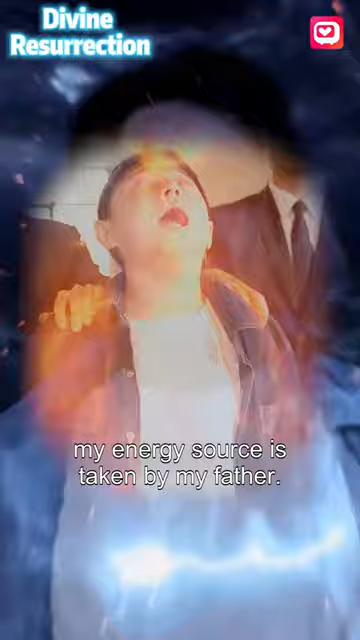 Divine
Resurrection
my energy source is
taken by my father.